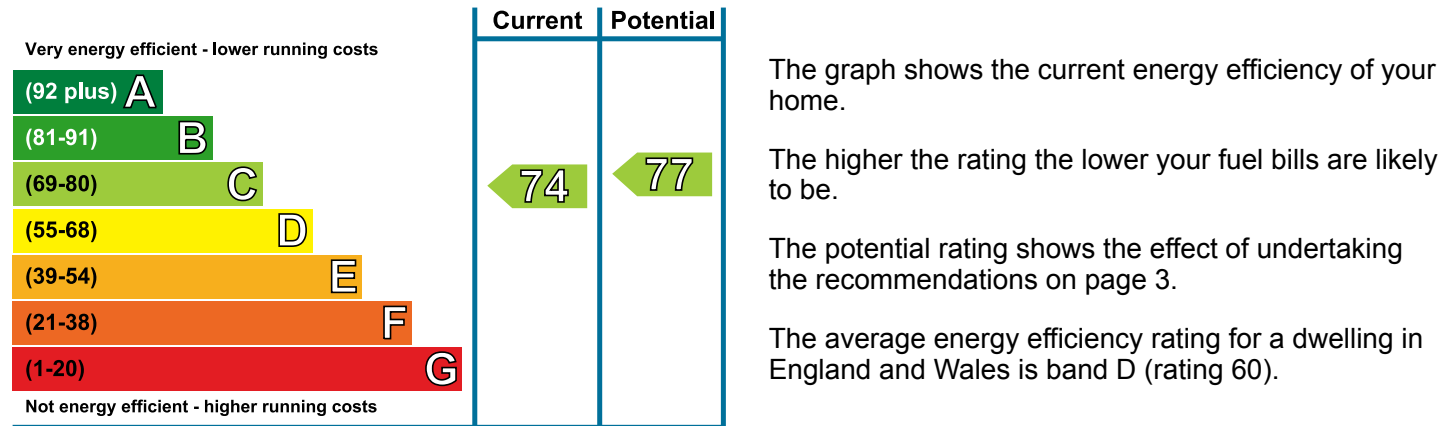 Current Potential
Very energy efficient - lower running costs
(92 plus) A
(81-91) B
(69-80) C
74 77
(55-68) D
(39-54) E
(21-38) F
(1-20) G
Not energy efficient - higher running costs
The graph shows the current energy efficiency of your
home.
The higher the rating the lower your fuel bills are likely
to be.
The potential rating shows the effect of undertaking
the recommendations on page 3.
The average energy efficiency rating for a dwelling in
England and Wales is band D (rating 60).